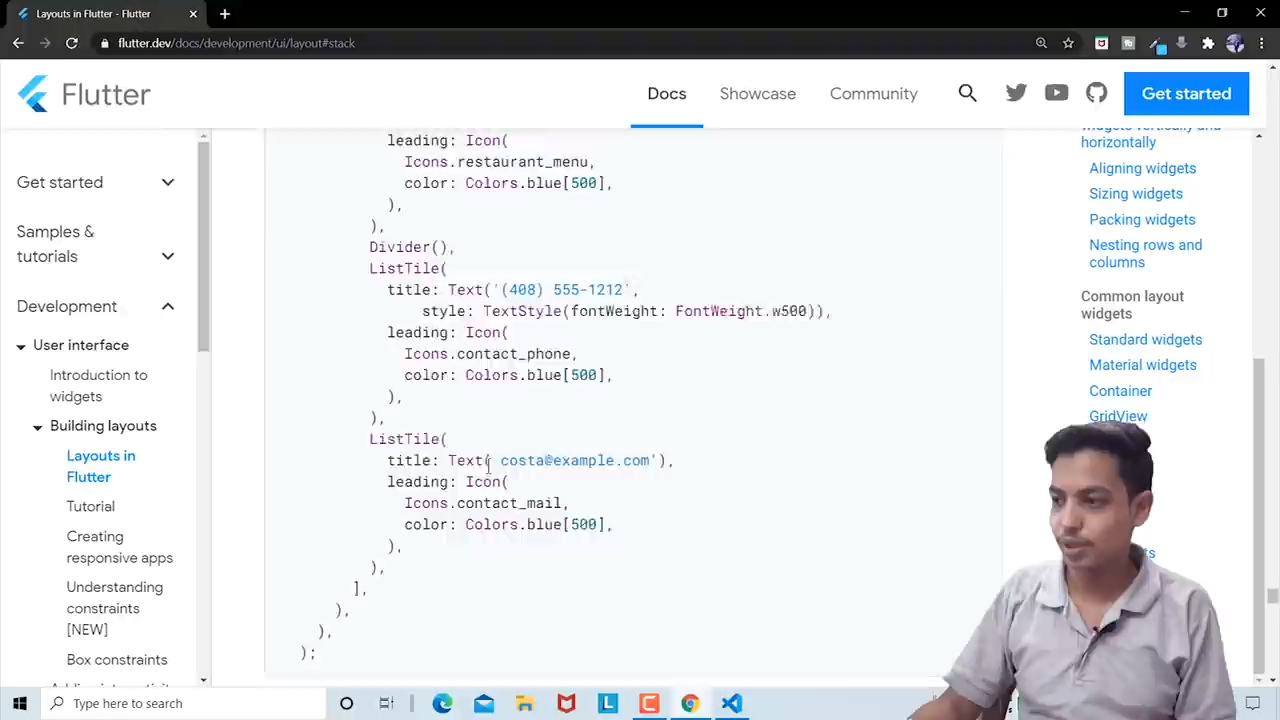 Layouts in Flutter - Flutter
flutter.dev/docs/development/ui/layout#stack
Flutter
Docs
Showcase
Community
Get started
Get started
Samples &
tutorials
Development
User interface
Introduction to
widgets
Building layouts
Layouts in
Flutter
Tutorial
Creating
responsive apps
Understanding
constraints
[NEW]
Box constraints
leading: Icon(
Icons.restaurant_menu,
color: Colors.blue[500],
),
),
Divider(),
ListTile(
title: Text('(408) 555-1212',
style: TextStyle(fontWeight: FontWeight.w500)),
leading: Icon(
Icons.contact_phone,
color: Colors.blue[500],
),
),
ListTile(
title: Text( costa@example.com'),
leading: Icon(
Icons.contact_mail,
color: Colors.blue[500],
),
),
],
),
),
);
widgets vertically and
horizontally
Aligning widgets
Sizing widgets
Packing widgets
Nesting rows and
columns
Common layout
widgets
Standard widgets
Material widgets
Container
GridView
Type here to search